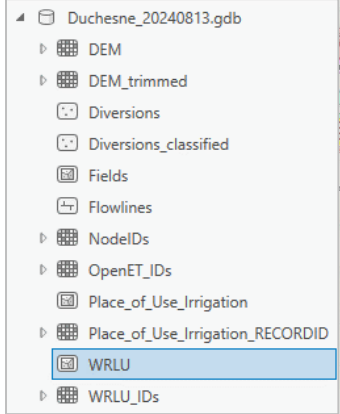 Duchesne_20240813.gdb
DEM
DEM_trimmed
Diversions
Diversions_classified
Fields
Flowlines
NodeIDs
OpenET_IDs
Place_of_Use_Irrigation
Place_of_Use_Irrigation_RECORDID
WRLU
WRLU_IDs